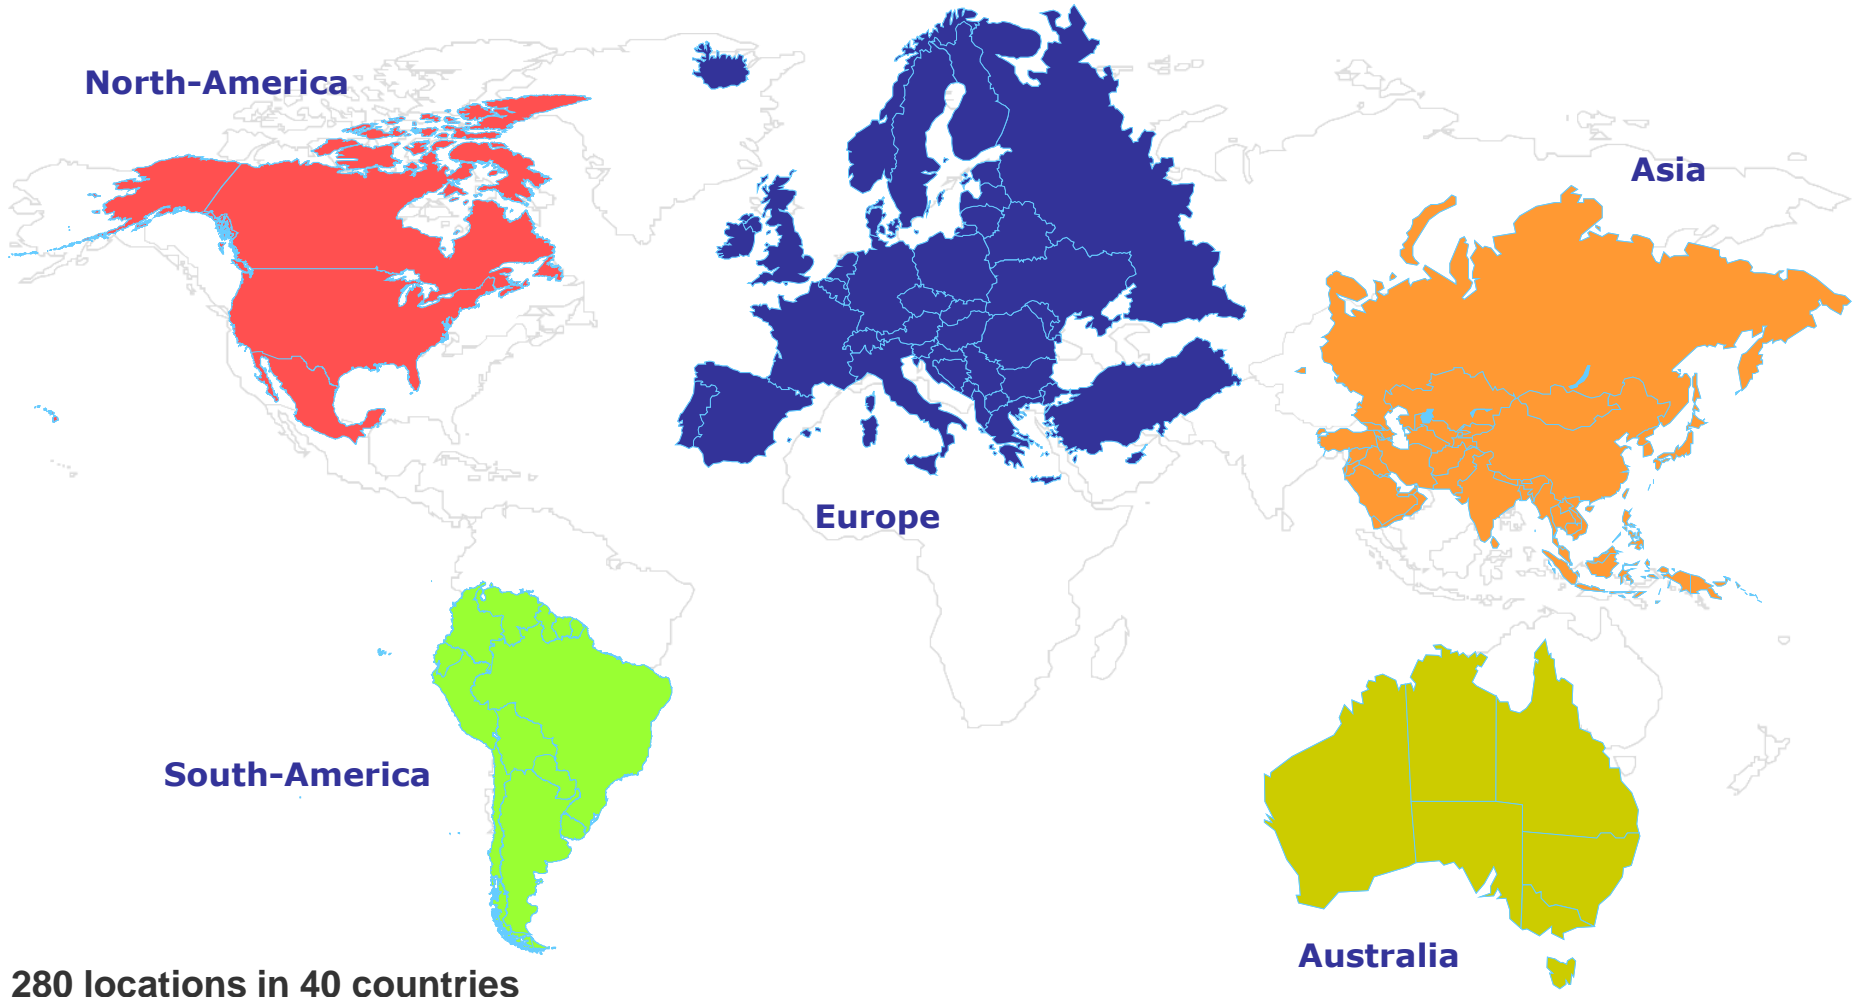 North-America
Asia
Europe
South-America
Australia
280 locations in 40 countries